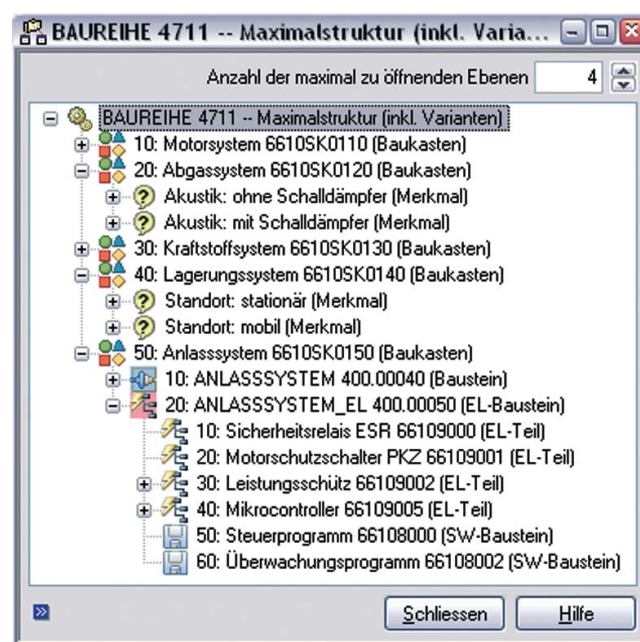 BAUREIHE 4711 -- Maximalstruktur (inkl. Varia...
Anzahl der maximal zu öffnenden Ebenen 4
BAUREIHE 4711 -- Maximalstruktur (inkl. Varianten)
10: Motorsystem 6610SK0110 (Baukasten)
20: Abgassystem 6610SK0120 (Baukasten)
Akustik: ohne Schalldämpfer (Merkmal)
Akustik: mit Schalldämpfer (Merkmal)
30: Kraftstoffsystem 6610SK0130 (Baukasten)
40: Lagerungssystem 6610SK0140 (Baukasten)
Standort: stationär (Merkmal)
Standort: mobil (Merkmal)
50: Anlasssystem 6610SK0150 (Baukasten)
10: ANLASSSYSTEM 400.00040 (Baustein)
20: ANLASSSYSTEM_EL 400.00050 (EL-Baustein)
10: Sicherheitsrelais ESR 66109000 (EL-Teil)
20: Motorschutzschalter PKZ 66109001 (EL-Teil)
30: Leistungsschütz 66109002 (EL-Teil)
40: Mikrocontroller 66109005 (EL-Teil)
50: Steuerprogramm 66108000 (SW-Baustein)
60: Überwachungsprogramm 66108002 (SW-Baustein)
Schliessen Hilfe